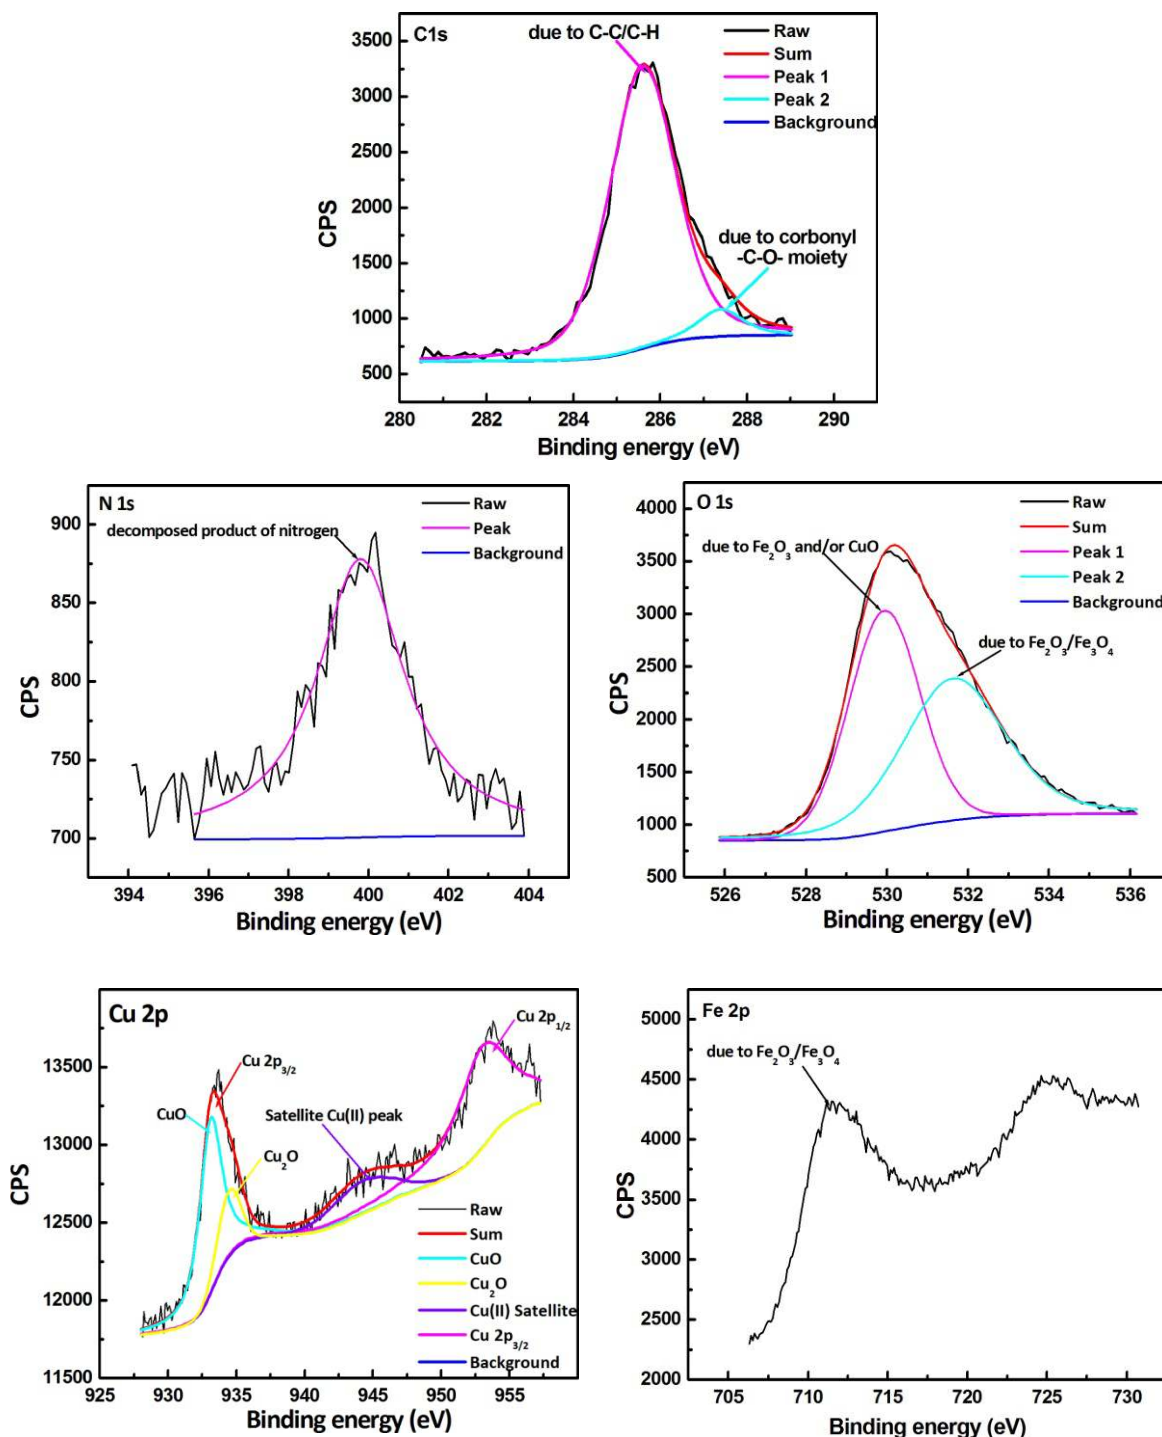 C1s
due to C-C/C-H
Raw
Sum
Peak 1
Peak 2
Background
due to corbonyl
-C-O- moiety
CPS
3500
3000
2500
2000
1500
1000
500
280 282 284 286 288 290
Binding energy (eV)
N 1s
decomposed product of nitrogen
Raw
Peak
Background
CPS
900
850
800
750
700
394 396 398 400 402 404
Binding energy (eV)
O 1s
due to Fe₂O₃ and/or CuO
due to Fe₂O₃/Fe₃O₄
Raw
Sum
Peak 1
Peak 2
Background
CPS
4000
3500
3000
2500
2000
1500
1000
500
526 528 530 532 534 536
Binding energy (eV)
Cu 2p
Cu 2p₃/₂
CuO
Cu₂O
Satellite Cu(II) peak
Cu 2p₁/₂
Raw
Sum
CuO
Cu₂O
Cu(II) Satellite
Cu 2p₃/₂
Background
CPS
13500
13000
12500
12000
11500
925 930 935 940 945 950 955
Binding energy (eV)
Fe 2p
due to Fe₂O₃/Fe₃O₄
CPS
5000
4500
4000
3500
3000
2500
2000
705 710 715 720 725 730
Binding energy (eV)